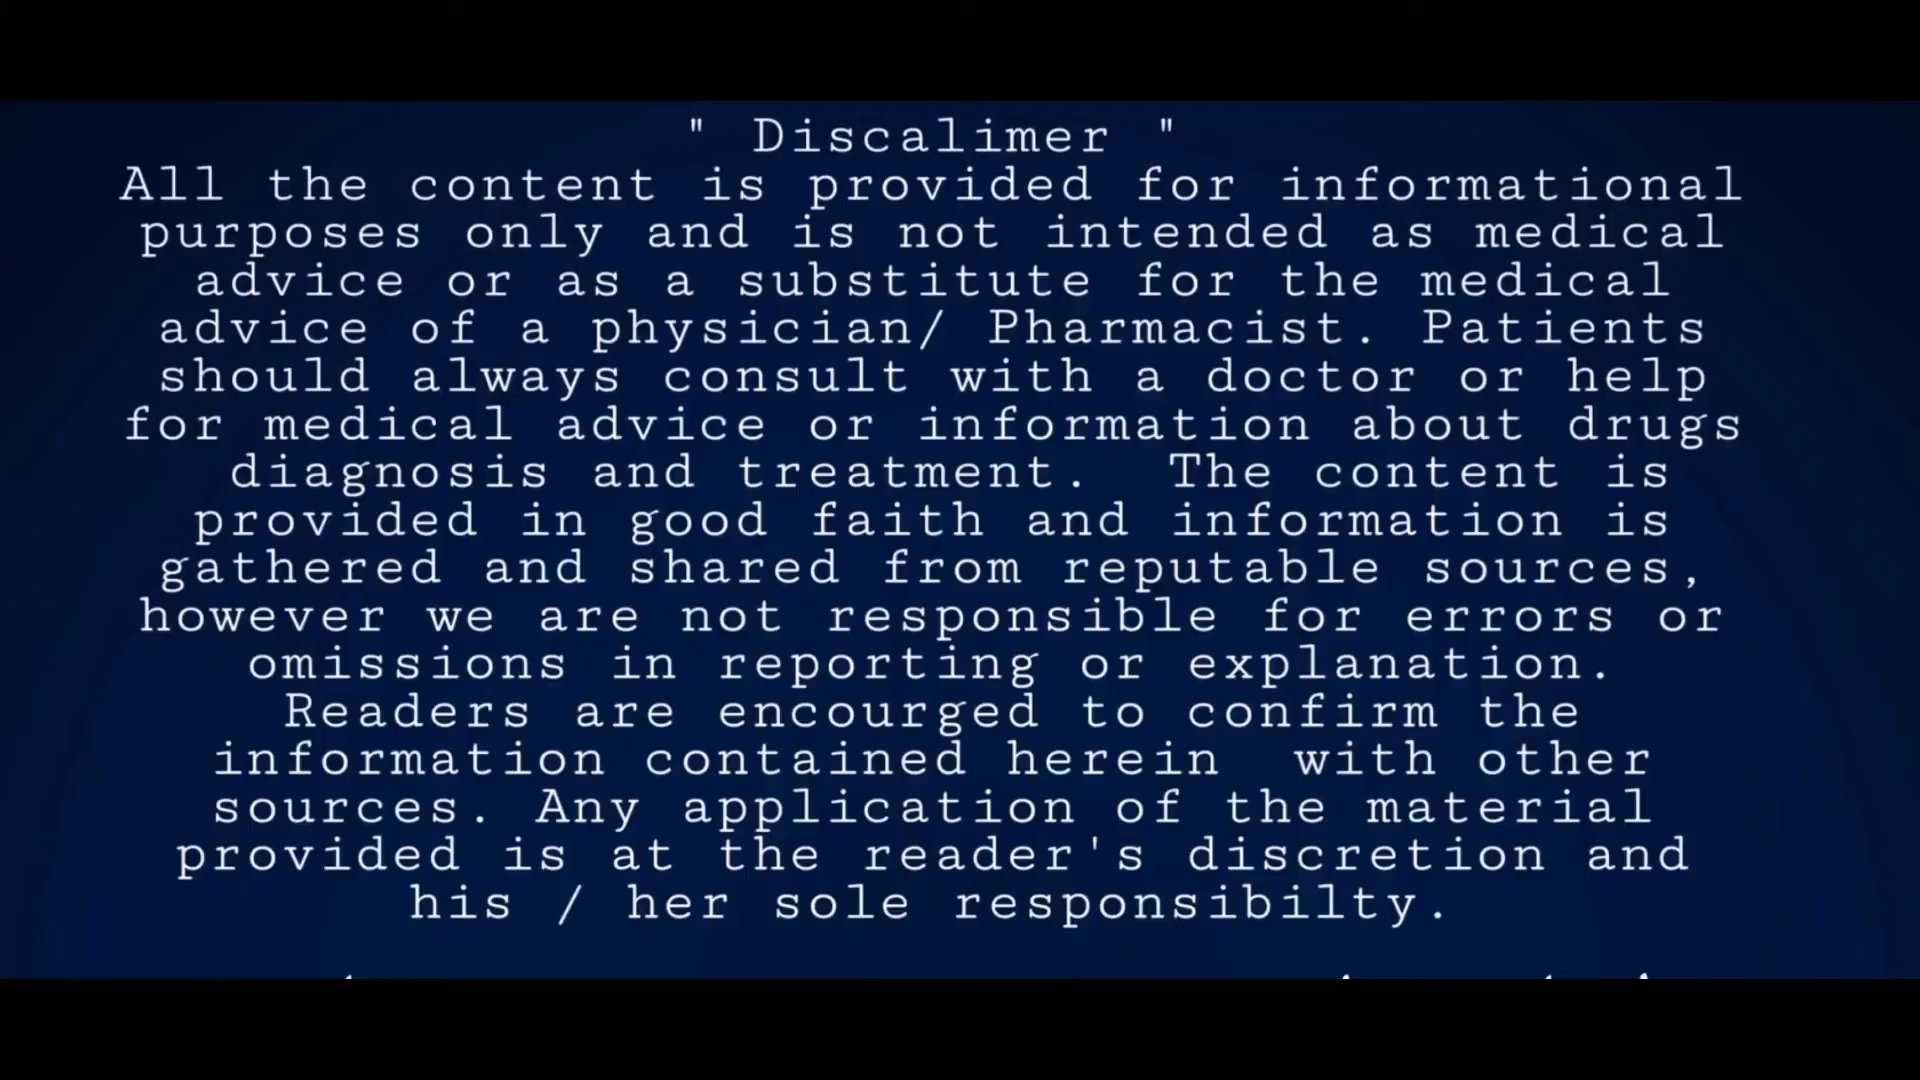 " Discalimer "
All the content is provided for informational
purposes only and is not intended as medical
advice or as a substitute for the medical
advice of a physician/ Pharmacist. Patients
should always consult with a doctor or help
for medical advice or information about drugs
diagnosis and treatment. The content is
provided in good faith and information is
gathered and shared from reputable sources,
however we are not responsible for errors or
omissions in reporting or explanation.
Readers are encourged to confirm the
information contained herein with other
sources. Any application of the material
provided is at the reader's discretion and
his / her sole responsibilty.